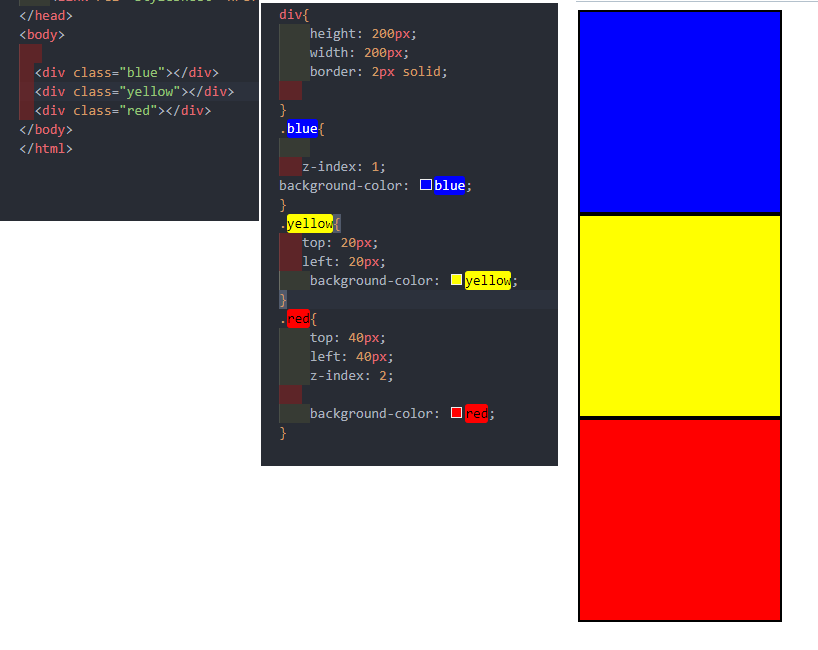 </head>
<body>
<div class="blue"></div>
<div class="yellow"></div>
<div class="red"></div>
</body>
</html>
div{
height: 200px;
width: 200px;
border: 2px solid;
}
.blue{
z-index: 1;
background-color: blue;
}
.yellow{
top: 20px;
left: 20px;
background-color: yellow;
}
.red{
top: 40px;
left: 40px;
z-index: 2;
background-color: red;
}